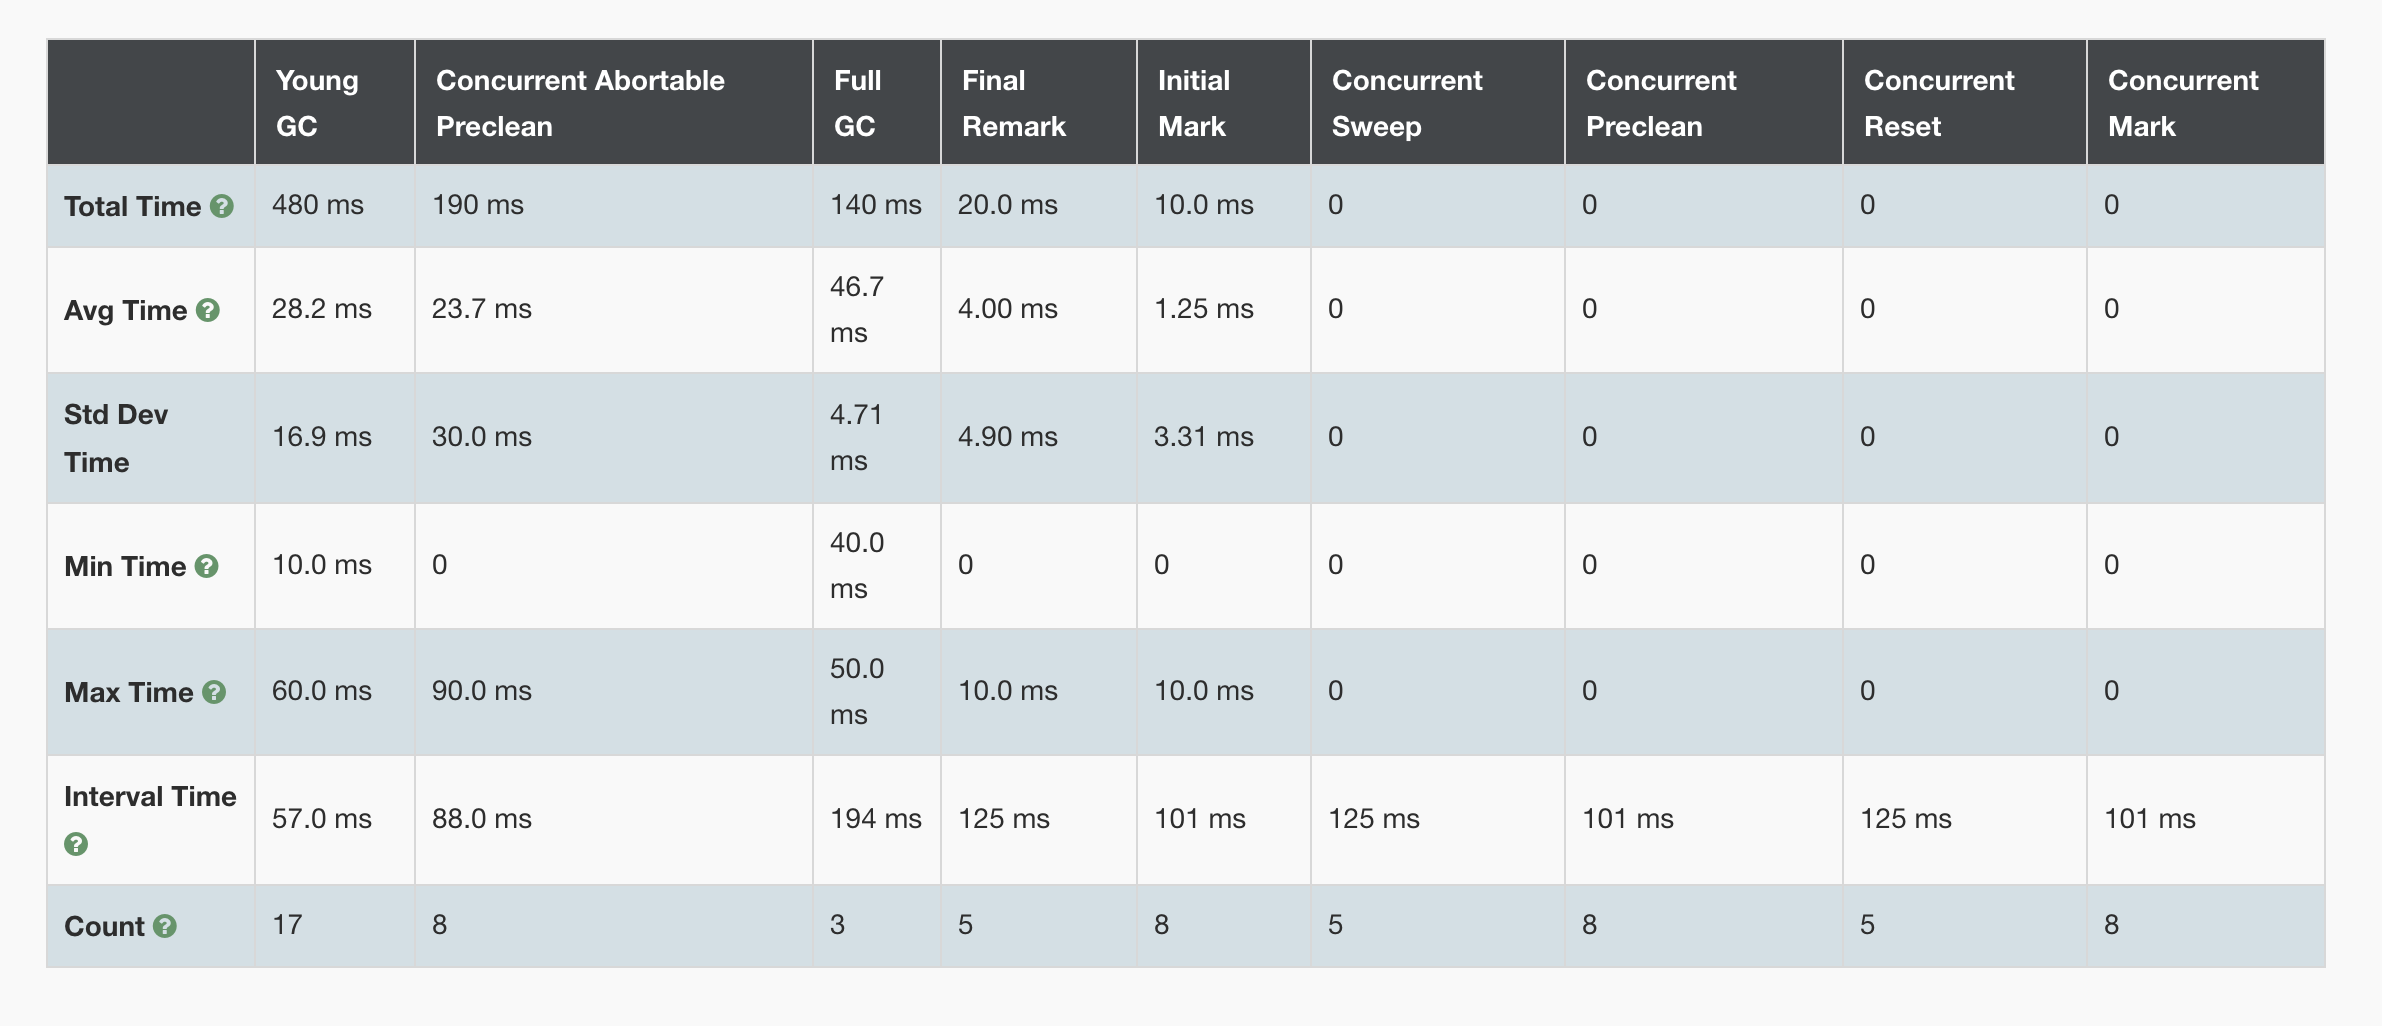 Young GC Concurrent Abortable Preclean Full GC Final Remark Initial Mark Concurrent Sweep Concurrent Preclean Concurrent Reset Concurrent Mark
Total Time ? 480 ms 190 ms 140 ms 20.0 ms 10.0 ms 0 0 0 0
Avg Time ? 28.2 ms 23.7 ms 46.7 ms 4.00 ms 1.25 ms 0 0 0 0
Std Dev Time 16.9 ms 30.0 ms 4.71 ms 4.90 ms 3.31 ms 0 0 0 0
Min Time ? 10.0 ms 0 40.0 ms 0 0 0 0 0 0
Max Time ? 60.0 ms 90.0 ms 50.0 ms 10.0 ms 10.0 ms 0 0 0 0
Interval Time ? 57.0 ms 88.0 ms 194 ms 125 ms 101 ms 125 ms 101 ms 125 ms 101 ms
Count ? 17 8 3 5 8 5 8 5 8